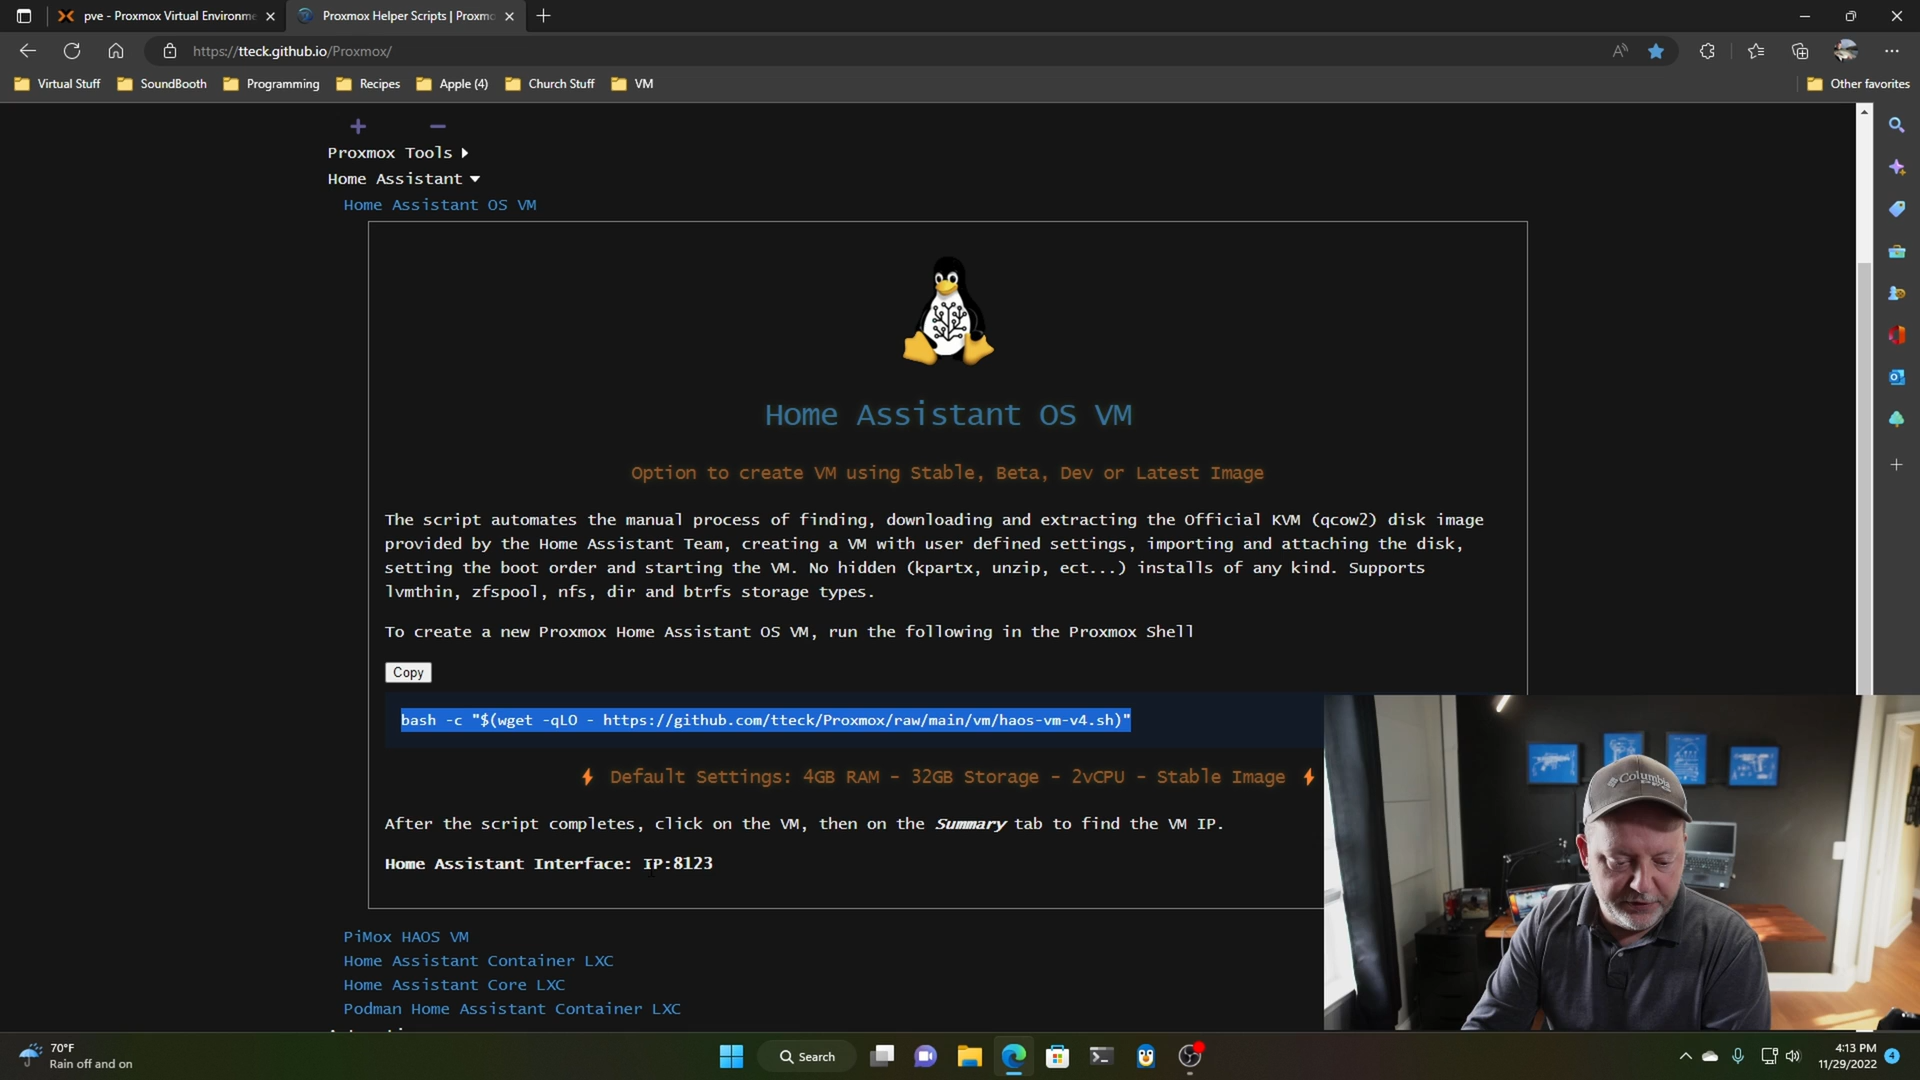 pve - Proxmox Virtual Environme
Proxmox Helper Scripts | Proxmo
https://tteck.github.io/Proxmox/
Virtual Stuff
SoundBooth
Programming
Recipes
Apple (4)
Church Stuff
VM
Other favorites
+ −
Proxmox Tools
Home Assistant
Home Assistant OS VM
Home Assistant OS VM
Option to create VM using Stable, Beta, Dev or Latest Image
The script automates the manual process of finding, downloading and extracting the Official KVM (qcow2) disk image
provided by the Home Assistant Team, creating a VM with user defined settings, importing and attaching the disk,
setting the boot order and starting the VM. No hidden (kpartx, unzip, ect...) installs of any kind. Supports
lvmthin, zfspool, nfs, dir and btrfs storage types.
To create a new Proxmox Home Assistant OS VM, run the following in the Proxmox Shell
Copy
bash -c "$(wget -qLO - https://github.com/tteck/Proxmox/raw/main/vm/haos-vm-v4.sh)"
⚡ Default Settings: 4GB RAM - 32GB Storage - 2vCPU - Stable Image ⚡
After the script completes, click on the VM, then on the Summary tab to find the VM IP.
Home Assistant Interface: IP:8123
Columbia
PiMox HAOS VM
Home Assistant Container LXC
Home Assistant Core LXC
Podman Home Assistant Container LXC
70°F
Rain off and on
Search
4:13 PM
11/29/2022
4